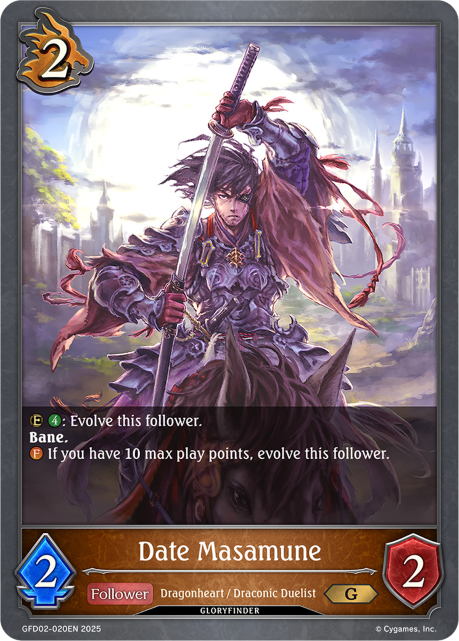 2
E 4: Evolve this follower.
Bane.
F If you have 10 max play points, evolve this follower.
Date Masamune
2 Follower Dragonheart / Draconic Duelist G 2
GLORYFINDER
GFD02-020EN 2025 © Cygames, Inc.